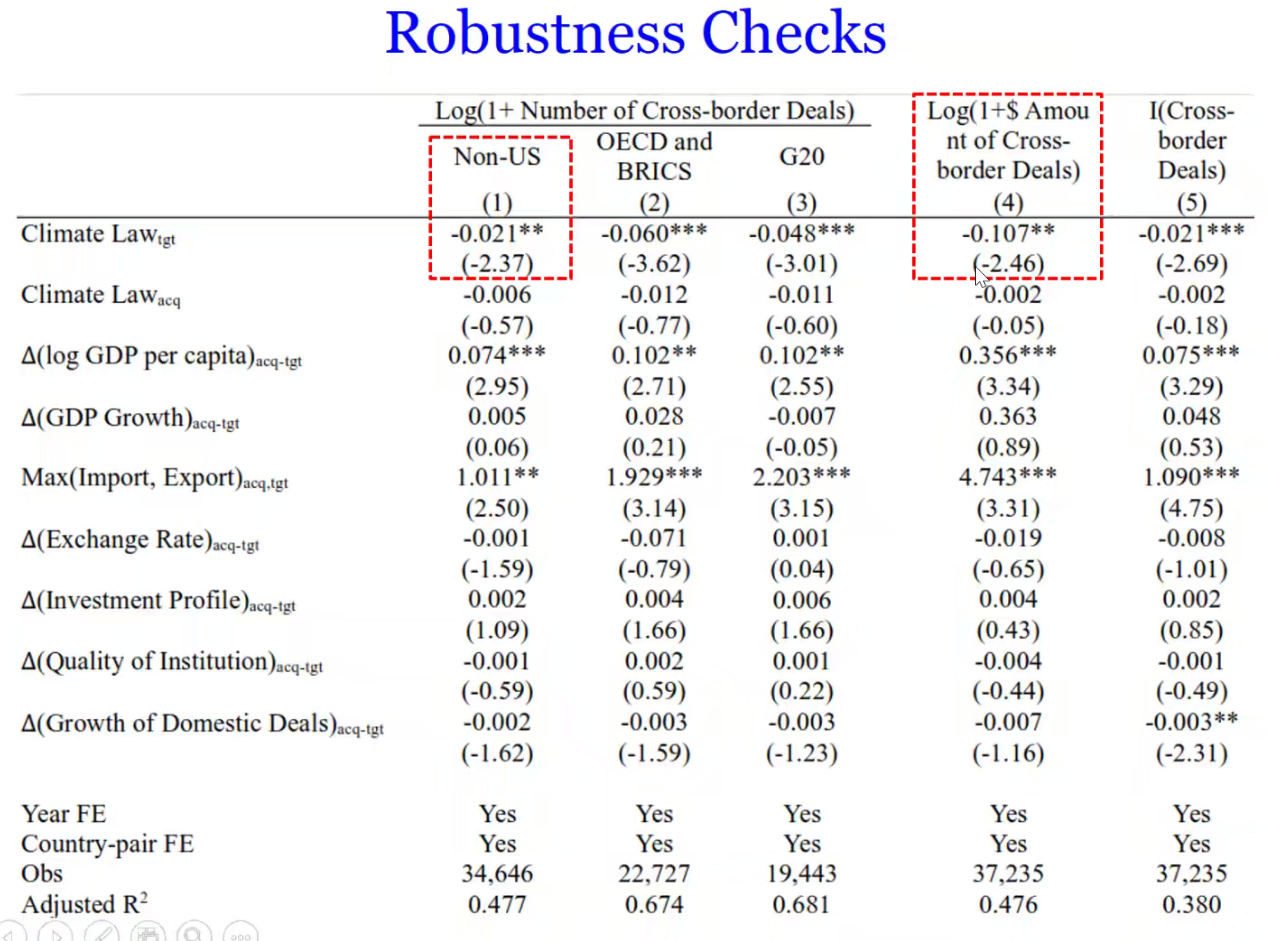 Robustness Checks
Log(1+ Number of Cross-border Deals)
Log(1+$ Amou
nt of Cross-
border Deals)
I(Cross-
border
Deals)
Non-US
OECD and
BRICS
G20
(1) (2) (3) (4) (5)
Climate Lawtgt -0.021** -0.060*** -0.048*** -0.107** -0.021***
(-2.37) (-3.62) (-3.01) (-2.46) (-2.69)
Climate Lawacq -0.006 -0.012 -0.011 -0.002 -0.002
(-0.57) (-0.77) (-0.60) (-0.05) (-0.18)
Δ(log GDP per capita)acq-tgt 0.074*** 0.102** 0.102** 0.356*** 0.075***
(2.95) (2.71) (2.55) (3.34) (3.29)
Δ(GDP Growth)acq-tgt 0.005 0.028 -0.007 0.363 0.048
(0.06) (0.21) (-0.05) (0.89) (0.53)
Max(Import, Export)acq,tgt 1.011** 1.929*** 2.203*** 4.743*** 1.090***
(2.50) (3.14) (3.15) (3.31) (4.75)
Δ(Exchange Rate)acq-tgt -0.001 -0.071 0.001 -0.019 -0.008
(-1.59) (-0.79) (0.04) (-0.65) (-1.01)
Δ(Investment Profile)acq-tgt 0.002 0.004 0.006 0.004 0.002
(1.09) (1.66) (1.66) (0.43) (0.85)
Δ(Quality of Institution)acq-tgt -0.001 0.002 0.001 -0.004 -0.001
(-0.59) (0.59) (0.22) (-0.44) (-0.49)
Δ(Growth of Domestic Deals)acq-tgt -0.002 -0.003 -0.003 -0.007 -0.003**
(-1.62) (-1.59) (-1.23) (-1.16) (-2.31)
Year FE Yes Yes Yes Yes Yes
Country-pair FE Yes Yes Yes Yes Yes
Obs 34,646 22,727 19,443 37,235 37,235
Adjusted R² 0.477 0.674 0.681 0.476 0.380